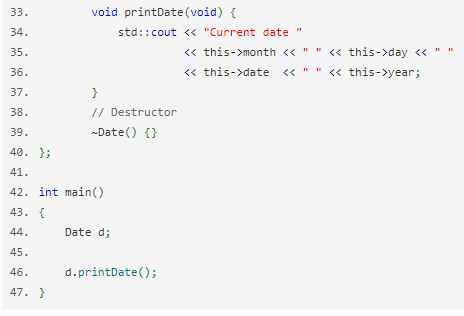 33.         void printDate(void) {
34.             std::cout << "Current date "
35.                       << this->month << " " << this->day << " "
36.                       << this->date  << " " << this->year;
37.         }
38.         // Destructor
39.         ~Date() {}
40. };
41.
42. int main()
43. {
44.     Date d;
45.
46.     d.printDate();
47. }